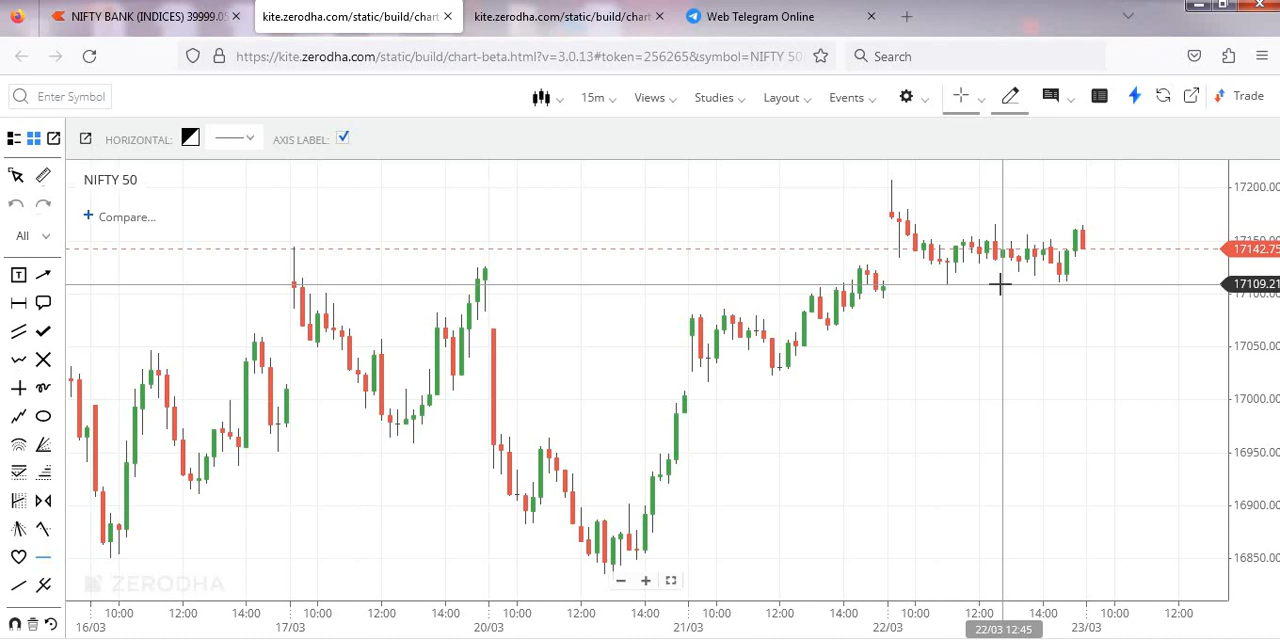 NIFTY BANK (INDICES) 39999.05
kite.zerodha.com/static/build/chart
.com/static/build/chart
Web Telegram Online
https://kite.zerodha.com/static/build/chart-beta.html?v=3.0.13#token=256265&symbol=NIFTY 50
Search
Enter Symbol
15m
Views
Studies
Layout
Events
Trade
HORIZONTAL:
AXIS LABEL:
All
NIFTY 50
+ Compare...
17200.00
17142.75
17109.21
17050.00
17000.00
16950.00
16900.00
16850.00
ZERODHA
10:00 12:00 14:00 10:00 12:00 14:00 10:00 12:00 14:00 10:00 12:00 14:00 10:00 12:00 14:00 10:00 12:00
16/03 17/03 20/03 21/03 22/03 22/03 12:45 23/03